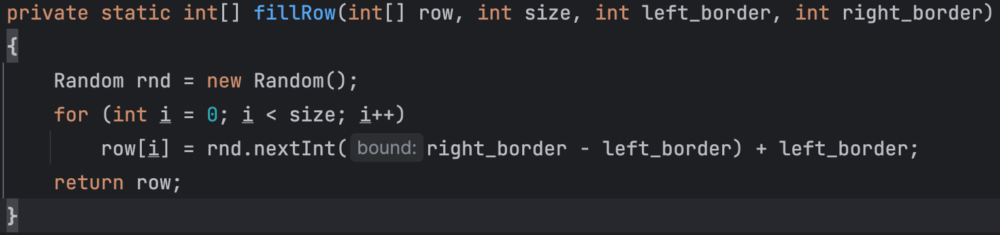 private static int[] fillRow(int[] row, int size, int left_border, int right_border)
{
    Random rnd = new Random();
    for (int i = 0; i < size; i++)
        row[i] = rnd.nextInt( bound: right_border - left_border) + left_border;
    return row;
}